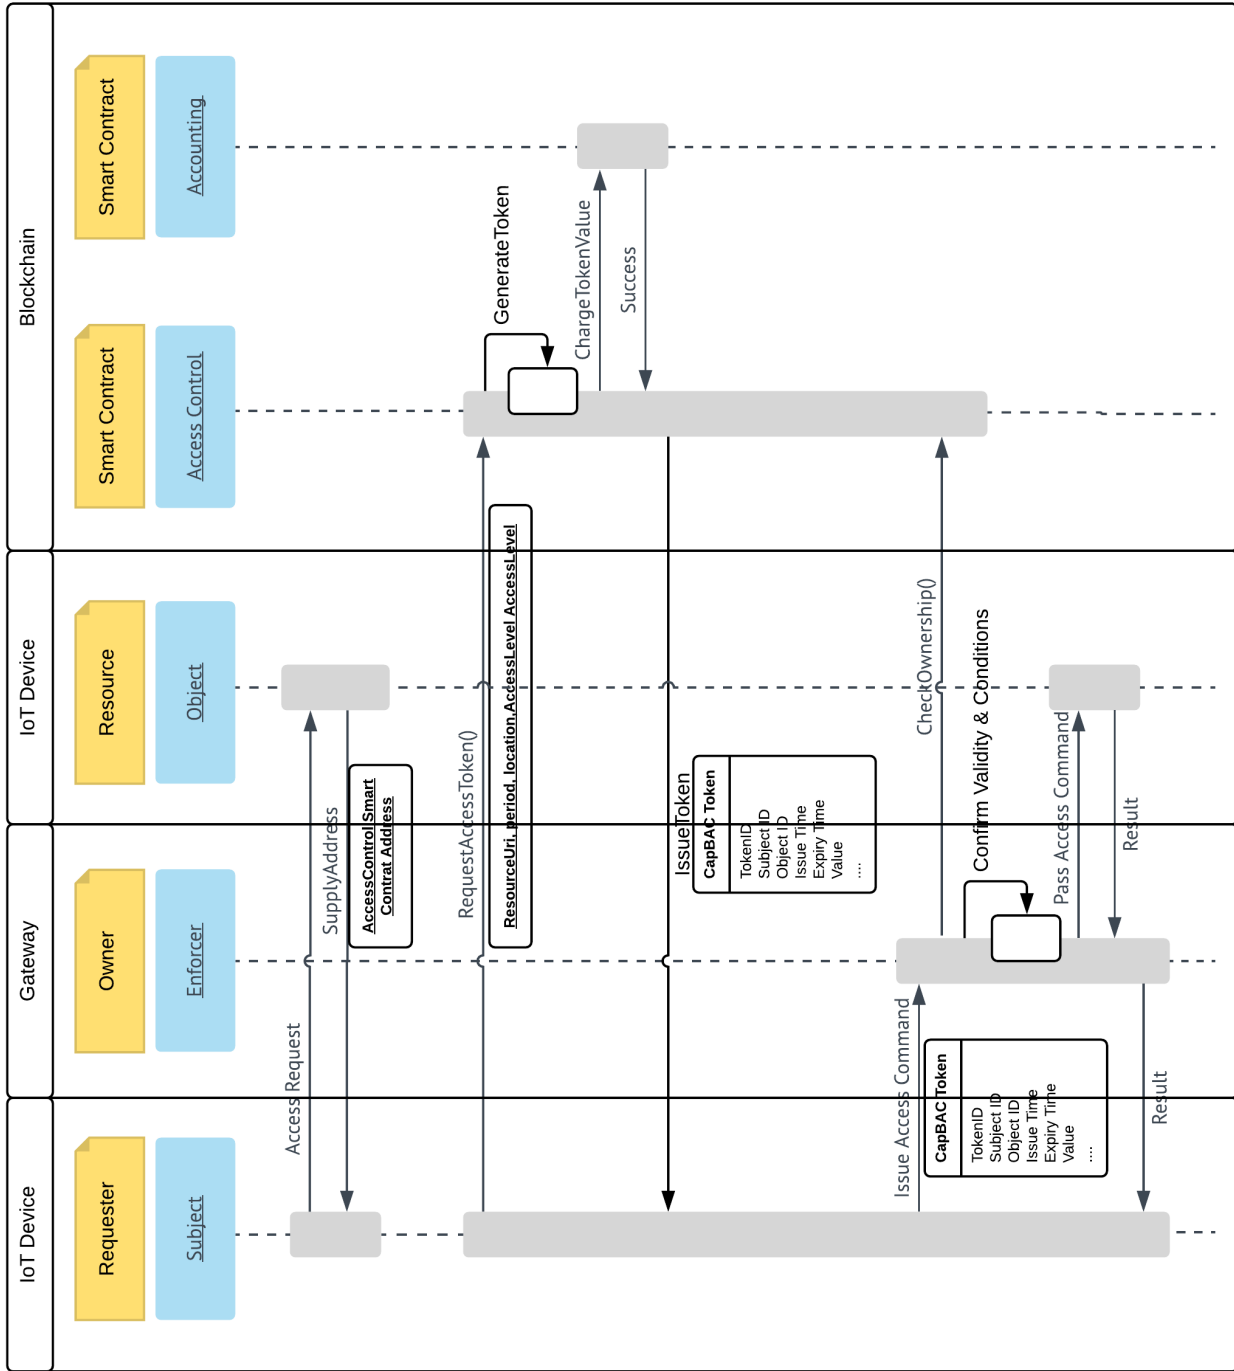 IoT Device
Gateway
IoT Device
Blockchain
Requester
Owner
Resource
Smart Contract
Smart Contract
Subject
Enforcer
Object
Access Control
Accounting
Access Request
SupplyAddress
AccessControl Smart
Contrat Address
RequestAccessToken()
ResourceUri, period, location,AccessLevel AccessLevel
GenerateToken
ChargeTokenValue
Success
IssueToken
CapBAC Token
TokenID
Subject ID
Object ID
Issue Time
Expiry Time
Value
....
Issue Access Command
CapBAC Token
TokenID
Subject ID
Object ID
Issue Time
Expiry Time
Value
....
CheckOwnership()
Confirm Validity & Conditions
Pass Access Command
Result
Result